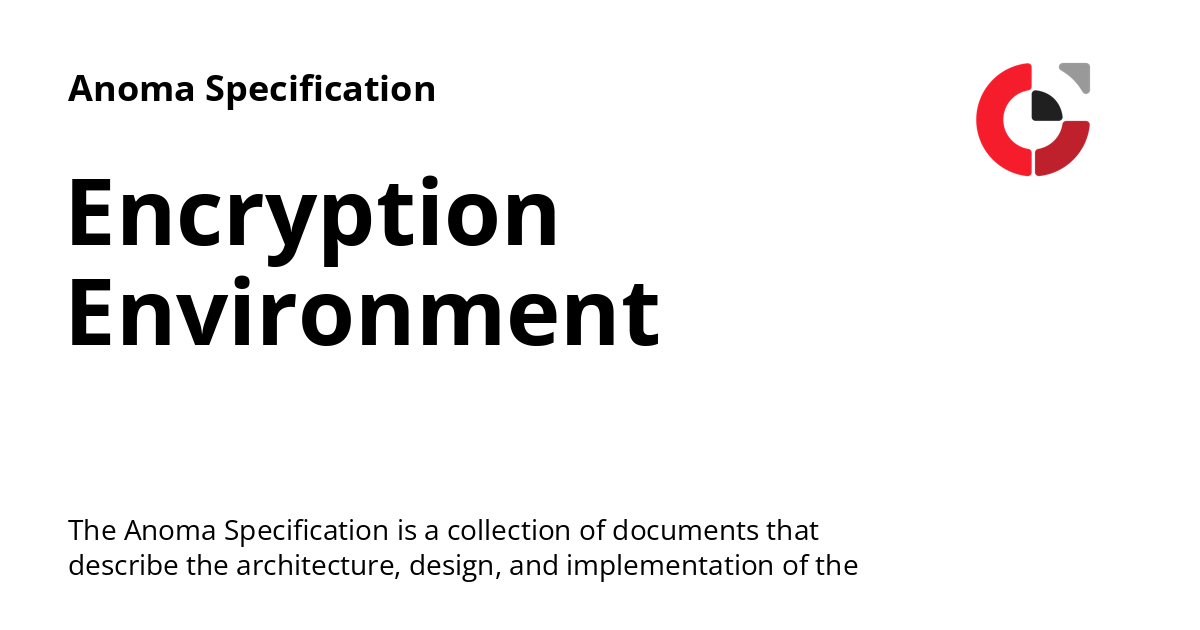 Anoma Specification
Encryption
Environment
The Anoma Specification is a collection of documents that
describe the architecture, design, and implementation of the